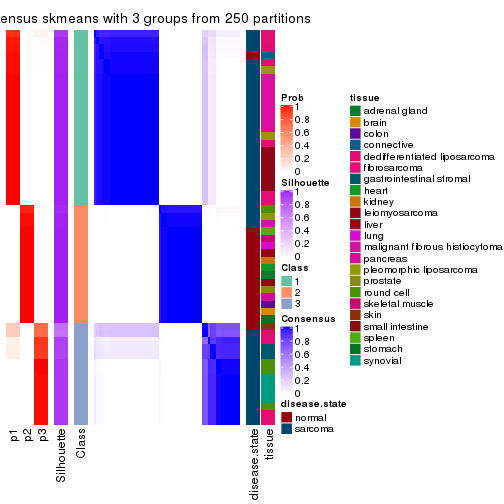 ensus skmeans with 3 groups from 250 partitions
p1
p2
p3
Silhouette
Class
disease.state
tissue
Prob
1
0.8
0.6
0.4
0.2
0
Silhouette
1
0.8
0.6
0.4
0.2
0
Class
1
2
3
Consensus
1
0.8
0.6
0.4
0.2
0
disease.state
normal
sarcoma
tissue
adrenal gland
brain
colon
connective
dedifferentiated liposarcoma
fibrosarcoma
gastrointestinal stromal
heart
kidney
leiomyosarcoma
liver
lung
malignant fibrous histiocytoma
pancreas
pleomorphic liposarcoma
prostate
round cell
skeletal muscle
skin
small intestine
spleen
stomach
synovial